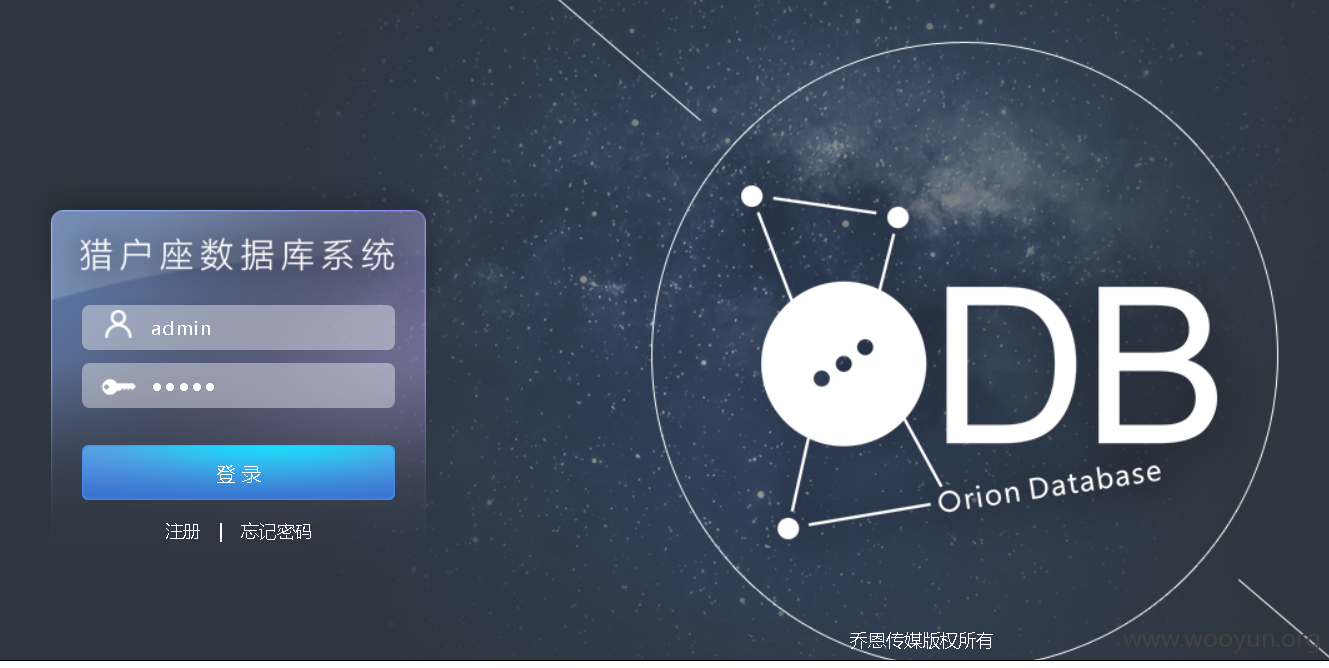 猎户座数据库系统
admin
•••••
登录
注册 | 忘记密码
DB
Orion Database
乔恩传媒版权所有
www.wooyun.org